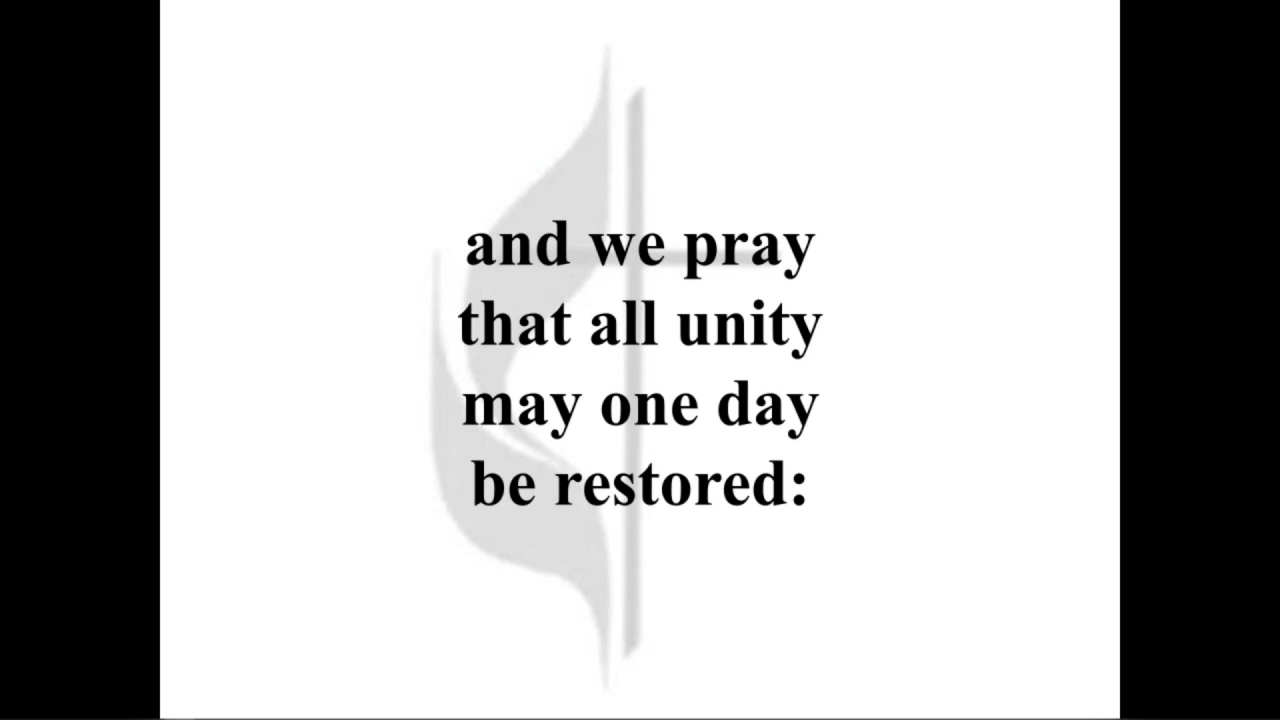 and we pray
that all unity
may one day
be restored: